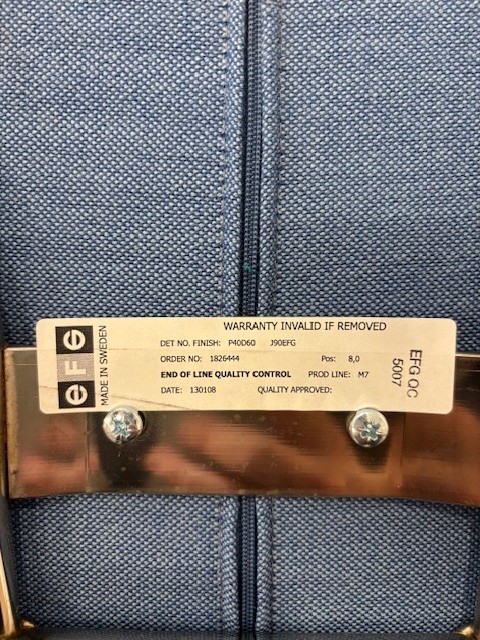 WARRANTY INVALID IF REMOVED
DET NO. FINISH: P40D60 J90EFG
ORDER NO: 1826444 Pos: 8,0
END OF LINE QUALITY CONTROL PROD LINE: M7
DATE: 130108 QUALITY APPROVED:
eFG
MADE IN SWEDEN
EFG QC
5007